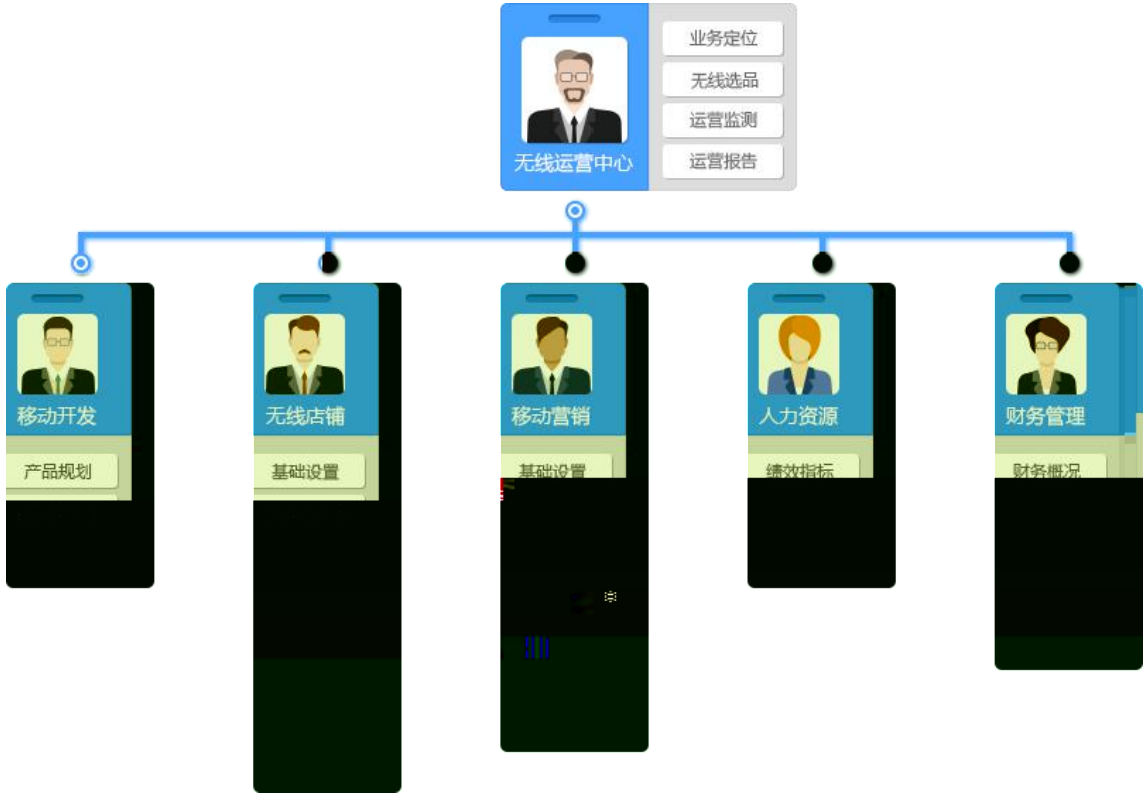 业务定位
无线选品
运营监测
运营报告
无线运营中心
移动开发
无线店铺
移动营销
人力资源
财务管理
产品规划
基础设置
基础设置
绩效指标
财务概况